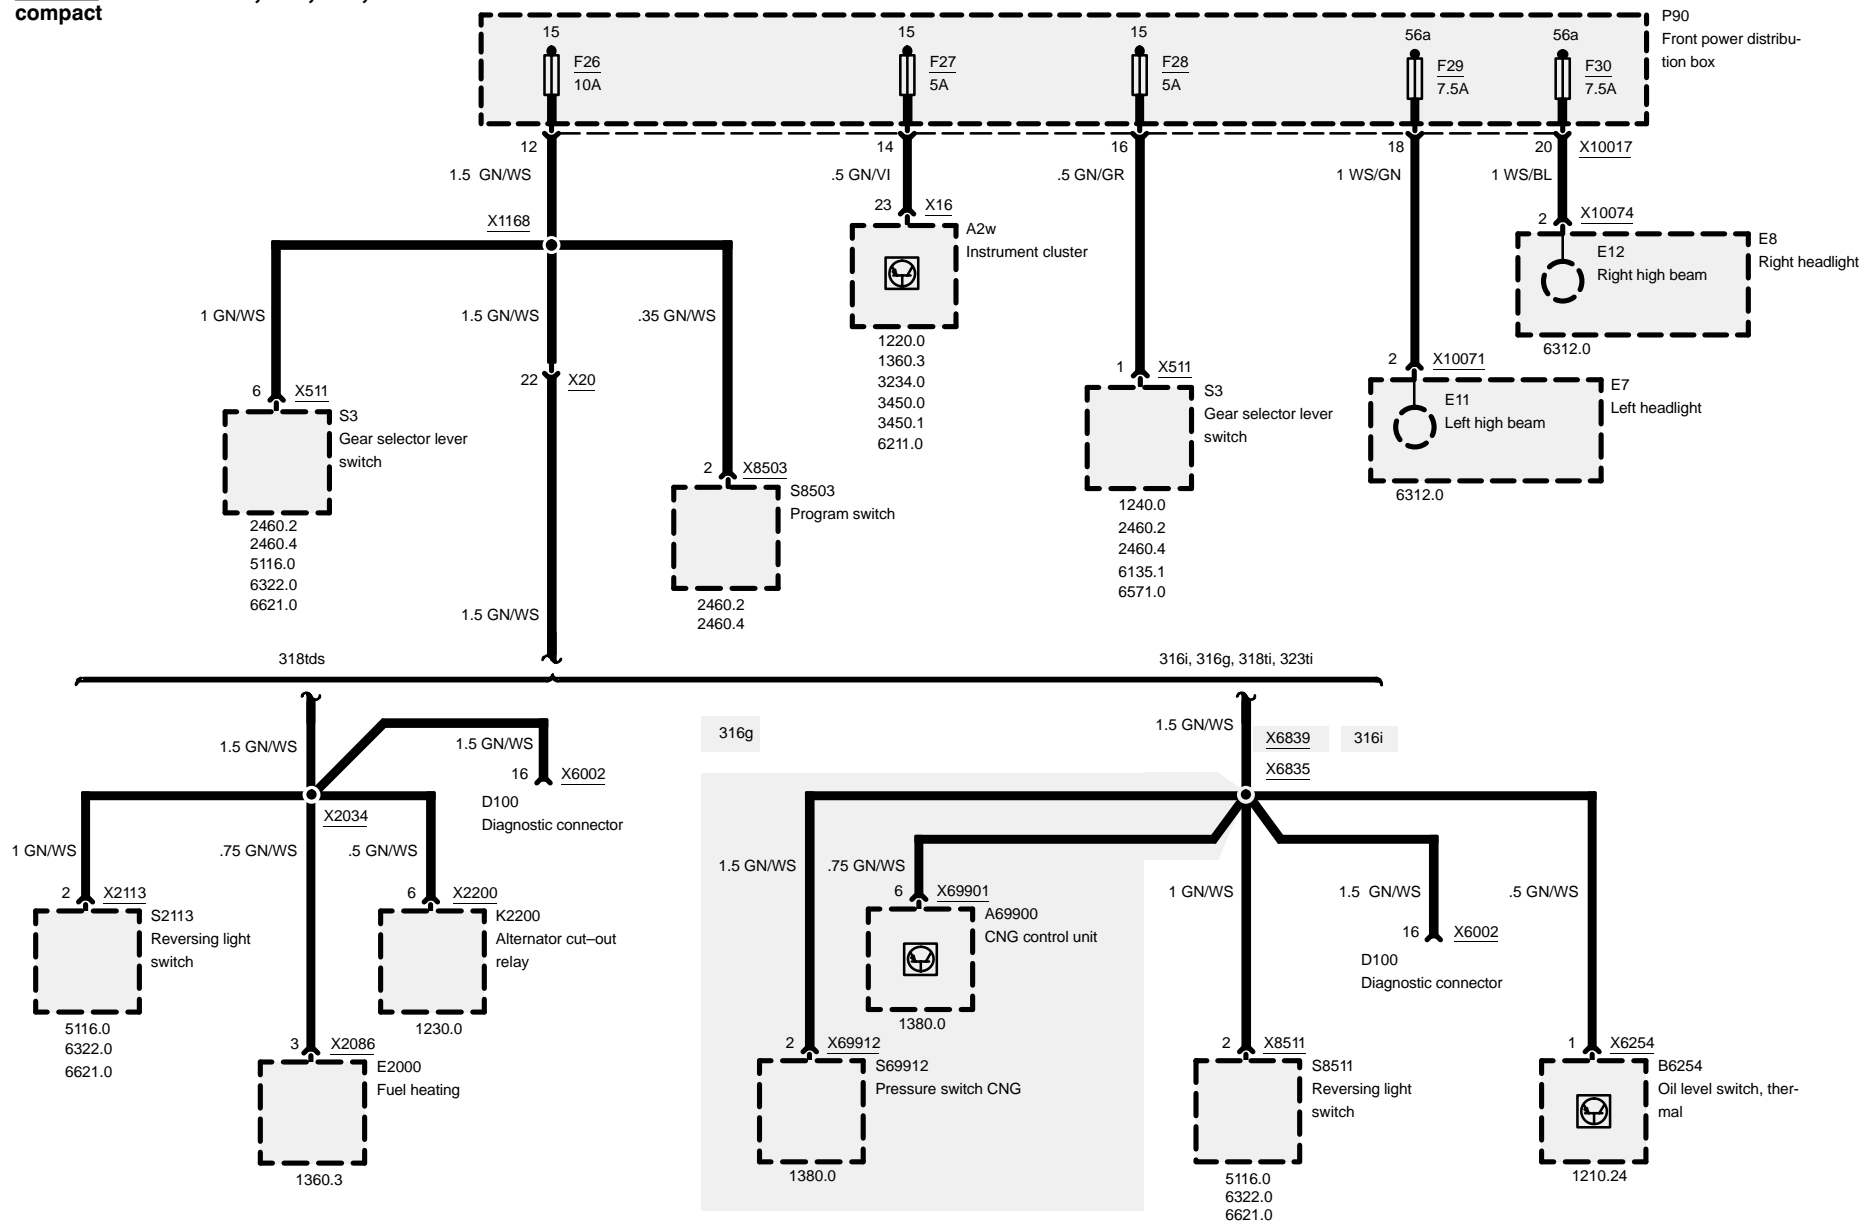 compact
P90
Front power distribu-
tion box
15
F26
10A
15
F27
5A
15
F28
5A
56a
F29
7.5A
56a
F30
7.5A
12
14
16
18
20
X10017
1.5 GN/WS
.5 GN/VI
.5 GN/GR
1 WS/GN
1 WS/BL
X1168
23
X16
A2w
Instrument cluster
1220.0
1360.3
3234.0
3450.0
3450.1
6211.0
2
X10074
E8
Right headlight
E12
Right high beam
6312.0
1 GN/WS
1.5 GN/WS
.35 GN/WS
6
X511
S3
Gear selector lever
switch
2460.2
2460.4
5116.0
6322.0
6621.0
22
X20
2
X8503
S8503
Program switch
2460.2
2460.4
1
X511
S3
Gear selector lever
switch
1240.0
2460.2
2460.4
6135.1
6571.0
2
X10071
E7
Left headlight
E11
Left high beam
6312.0
1.5 GN/WS
318tds
316i, 316g, 318ti, 323ti
1.5 GN/WS
1.5 GN/WS
16
X6002
D100
Diagnostic connector
X2034
1 GN/WS
.75 GN/WS
.5 GN/WS
2
X2113
S2113
Reversing light
switch
5116.0
6322.0
6621.0
6
X2200
K2200
Alternator cut–out
relay
1230.0
3
X2086
E2000
Fuel heating
1360.3
316g
1.5 GN/WS
X6839
316i
X6835
1.5 GN/WS
.75 GN/WS
1 GN/WS
1.5 GN/WS
.5 GN/WS
6
X69901
A69900
CNG control unit
1380.0
16
X6002
D100
Diagnostic connector
2
X69912
S69912
Pressure switch CNG
1380.0
2
X8511
S8511
Reversing light
switch
5116.0
6322.0
6621.0
1
X6254
B6254
Oil level switch, ther-
mal
1210.24